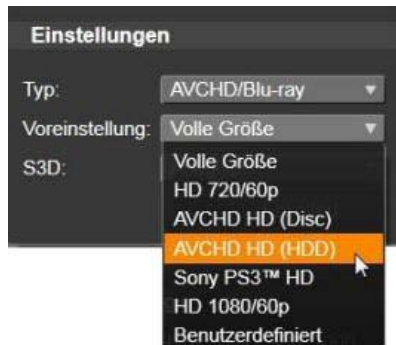 Einstellungen
Typ: AVCHD/Blu-ray
Voreinstellung: Volle Größe
S3D:
Volle Größe
HD 720/60p
AVCHD HD (Disc)
AVCHD HD (HDD)
Sony PS3™ HD
HD 1080/60p
Benutzerdefiniert